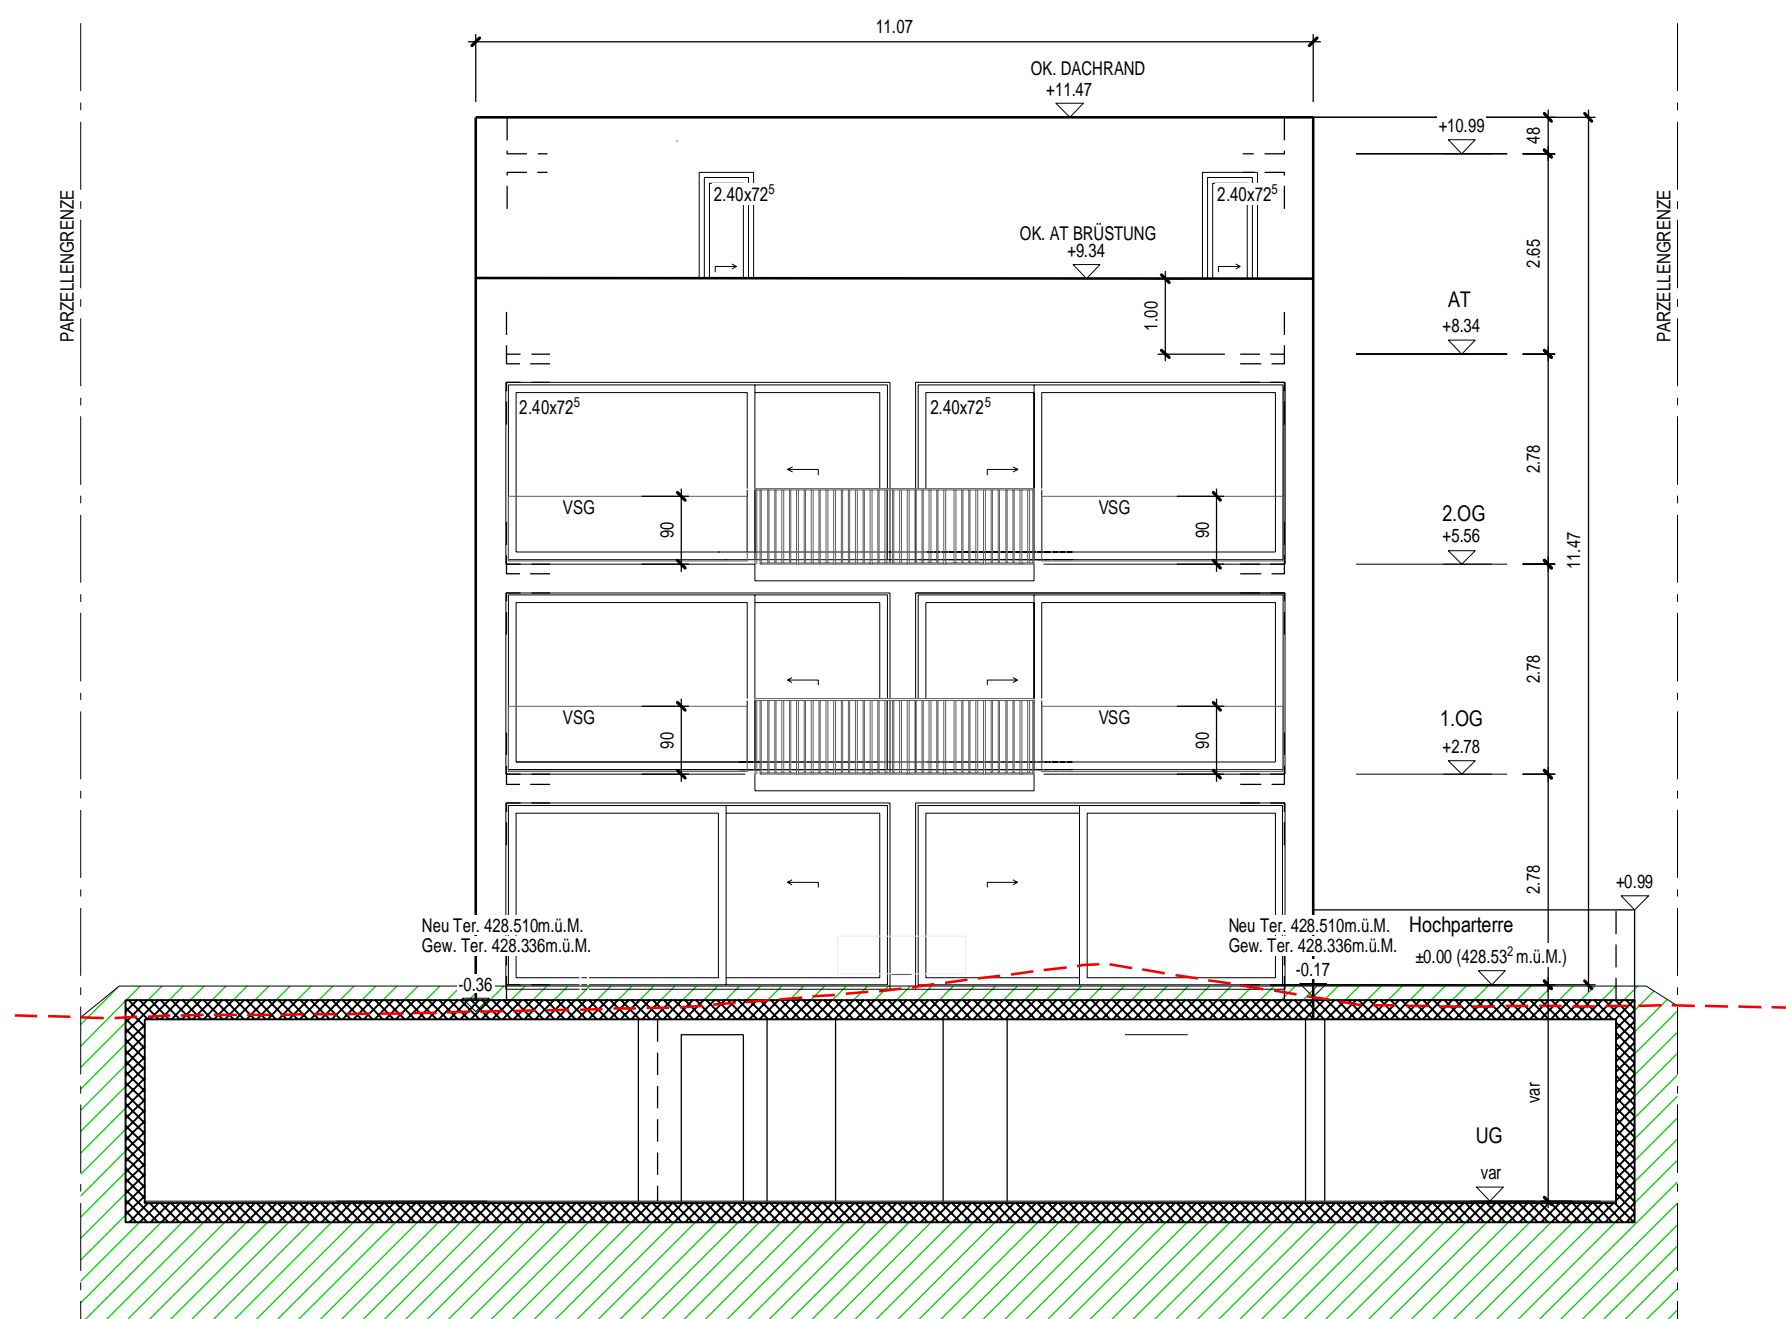 11.07
OK. DACHRAND
+11.47
+10.99
48
PARZELLENGRENZE
PARZELLENGRENZE
2.40x72⁵
2.40x72⁵
OK. AT BRÜSTUNG
+9.34
2.65
1.00
AT
+8.34
2.40x72⁵
2.40x72⁵
2.78
VSG
90
VSG
90
2.OG
+5.56
11.47
2.78
VSG
90
VSG
90
1.OG
+2.78
2.78
+0.99
Neu Ter. 428.510m.ü.M.
Gew. Ter. 428.336m.ü.M.
Neu Ter. 428.510m.ü.M.
Gew. Ter. 428.336m.ü.M.
Hochparterre
±0.00 (428.53² m.ü.M.)
-0.36
-0.17
var
UG
var